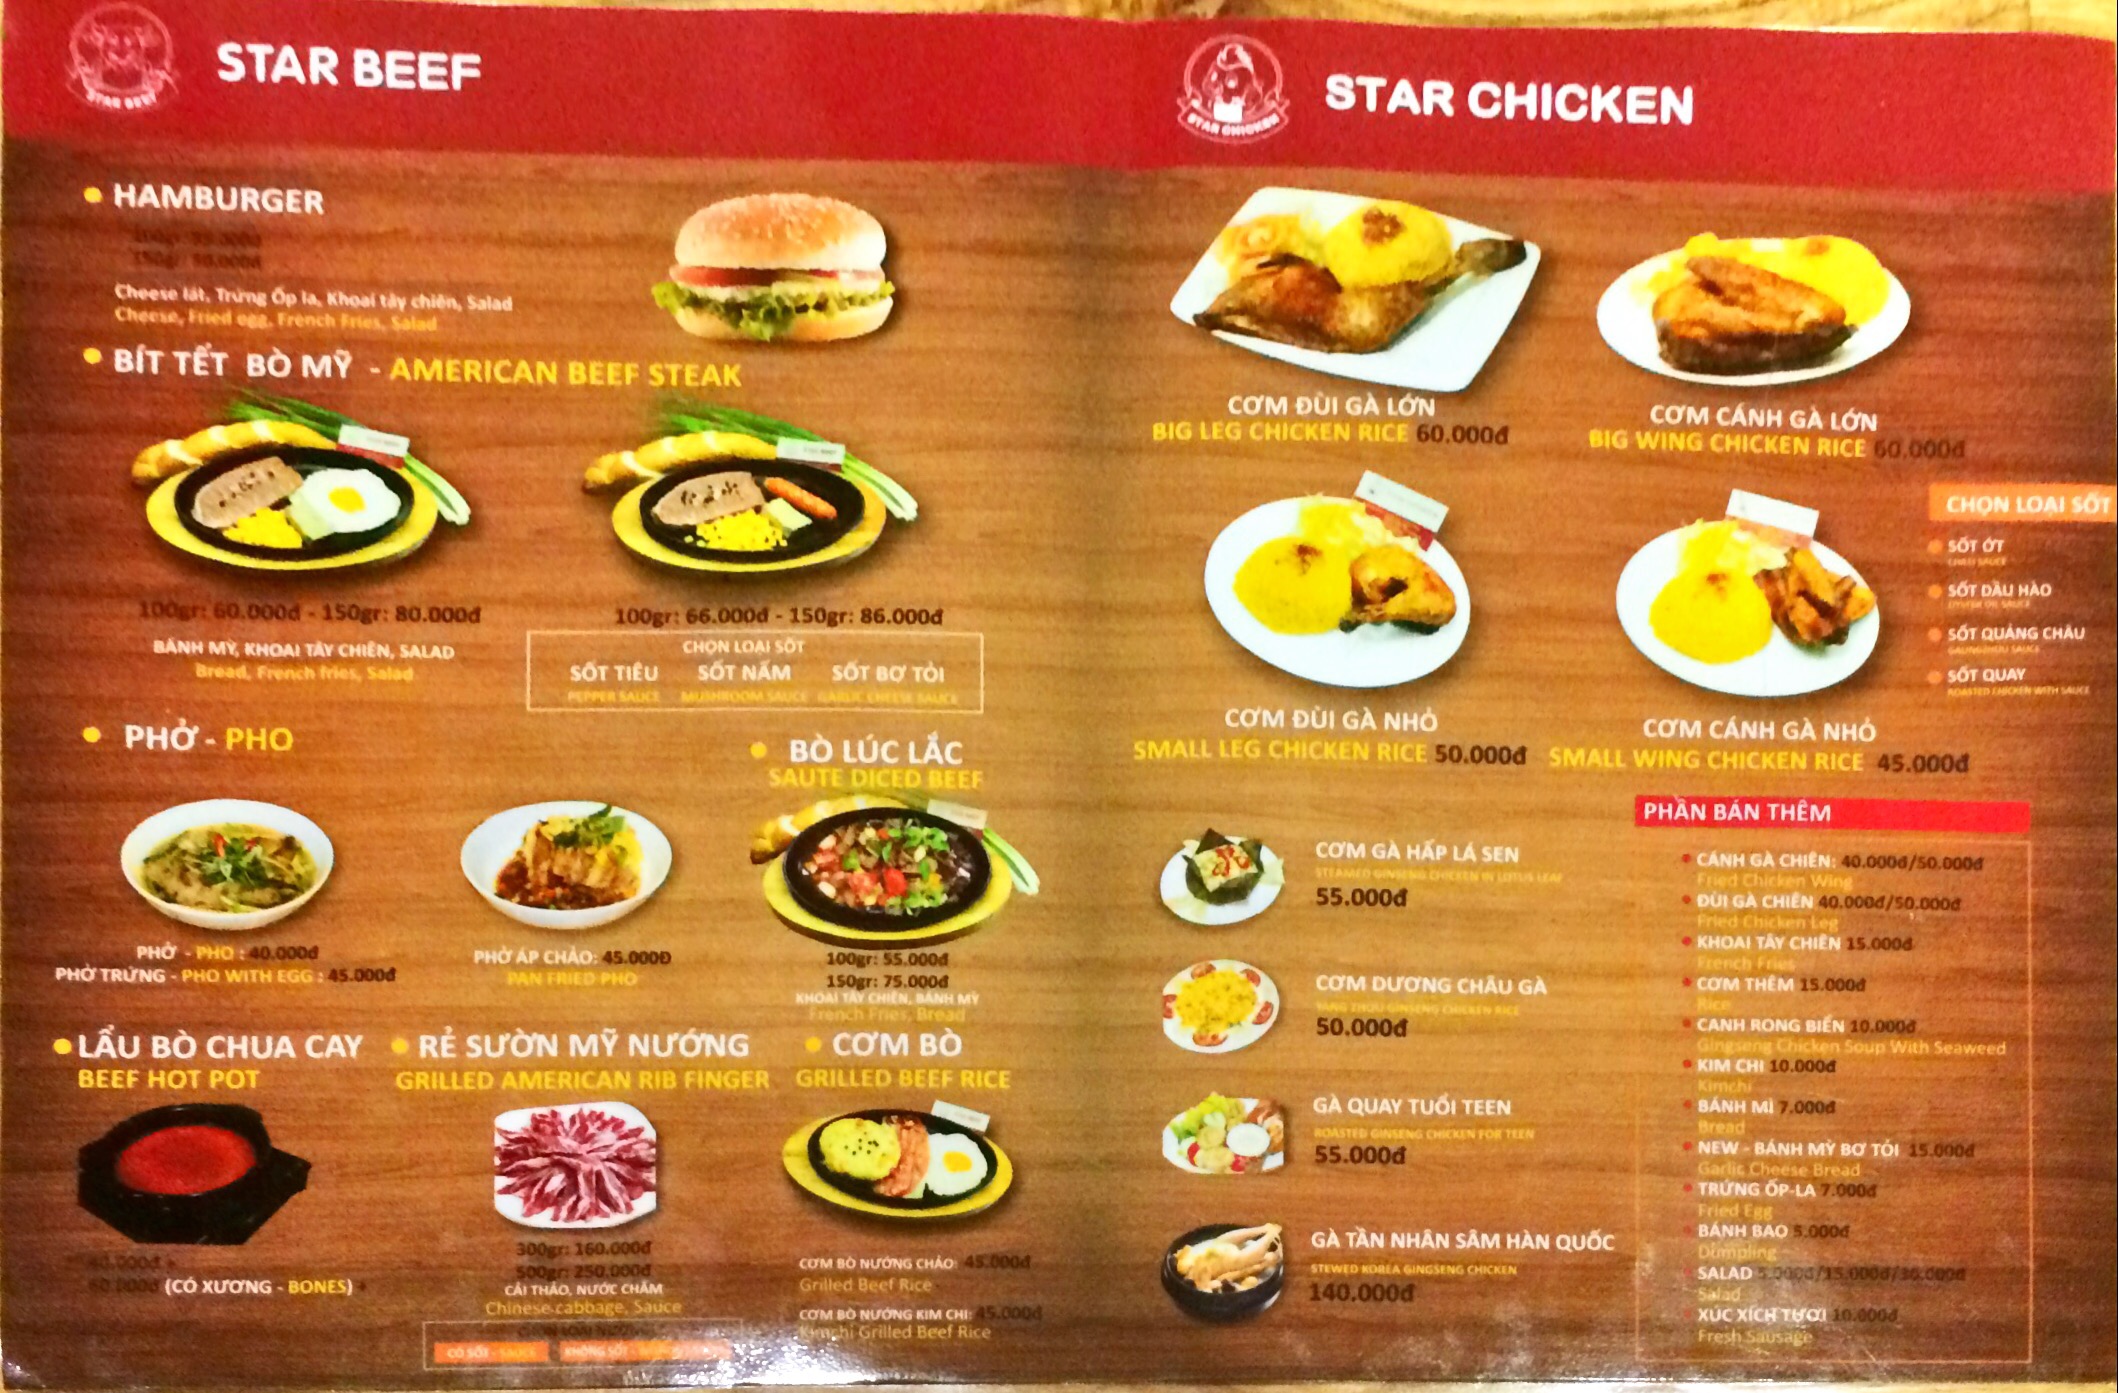 STAR BEEF
STAR BEEF
HAMBURGER
Cheese lát, Trứng Ốp la, Khoai tây chiên, Salad
Cheese, Fried egg, French Fries, Salad
BÍT TẾT BÒ MỸ - AMERICAN BEEF STEAK
100gr: 60.000đ - 150gr: 80.000đ
BÁNH MỲ, KHOAI TÂY CHIÊN, SALAD
Bread, French fries, Salad
100gr: 66.000đ - 150gr: 86.000đ
CHỌN LOẠI SỐT
SỐT TIÊU SỐT NẤM SỐT BƠ TỎI
PEPPER SAUCE MUSHROOM SAUCE GARLIC CHEESE SAUCE
PHỞ - PHO
PHỞ - PHO : 40.000đ
PHỞ TRỨNG - PHO WITH EGG : 45.000đ
PHỞ ÁP CHẢO: 45.000Đ
PAN FRIED PHO
BÒ LÚC LẮC
SAUTE DICED BEEF
100gr: 55.000đ
150gr: 75.000đ
KHOAI TÂY CHIÊN, BÁNH MỲ
French Fries, Bread
LẨU BÒ CHUA CAY
BEEF HOT POT
(CÓ XƯƠNG - BONES)
RẺ SƯỜN MỸ NƯỚNG
GRILLED AMERICAN RIB FINGER
300gr: 160.000đ
500gr: 250.000đ
CẢI THẢO, NƯỚC CHẤM
Chinese cabbage, Sauce
CÓ SỐT - SAUCE KHÔNG SỐT -
CƠM BÒ
GRILLED BEEF RICE
CƠM BÒ NƯỚNG CHẢO: 45.000đ
Grilled Beef Rice
CƠM BÒ NƯỚNG KIM CHI: 45.000đ
Kimchi Grilled Beef Rice
STAR CHICKEN
STAR CHICKEN
CƠM ĐÙI GÀ LỚN
BIG LEG CHICKEN RICE 60.000đ
CƠM CÁNH GÀ LỚN
BIG WING CHICKEN RICE 60.000đ
CƠM ĐÙI GÀ NHỎ
SMALL LEG CHICKEN RICE 50.000đ
CƠM CÁNH GÀ NHỎ
SMALL WING CHICKEN RICE 45.000đ
CHỌN LOẠI SỐT
SỐT ỚT
CHILLI SAUCE
SỐT DẦU HÀO
OYSTER OIL SAUCE
SỐT QUẢNG CHÂU
SỐT QUAY
ROASTED CHICKEN WITH SAUCE
CƠM GÀ HẤP LÁ SEN
STEAMED GINSENG CHICKEN IN LOTUS LEAF
55.000đ
CƠM DƯƠNG CHÂU GÀ
YANG ZHOU GINSENG CHICKEN RICE
50.000đ
GÀ QUAY TUỔI TEEN
ROASTED GINSENG CHICKEN FOR TEEN
55.000đ
GÀ TẦN NHÂN SÂM HÀN QUỐC
STEWED KOREA GINGSENG CHICKEN
140.000đ
PHẦN BÁN THÊM
CÁNH GÀ CHIÊN: 40.000đ/50.000đ
Fried Chicken Wing
ĐÙI GÀ CHIÊN 40.000đ/50.000đ
Fried Chicken Leg
KHOAI TÂY CHIÊN 15.000đ
French Fries
CƠM THÊM 15.000đ
Rice
CANH RONG BIỂN 10.000đ
Gingseng Chicken Soup With Seaweed
KIM CHI 10.000đ
Kimchi
BÁNH MÌ 7.000đ
Bread
NEW - BÁNH MỲ BƠ TỎI 15.000đ
Garlic Cheese Bread
TRỨNG ỐP-LA 7.000đ
Fried Egg
BÁNH BAO 5.000đ
Dumpling
SALAD 5.000đ/15.000đ/30.000đ
Salad
XÚC XÍCH TƯƠI 10.000đ
Fresh Sausage